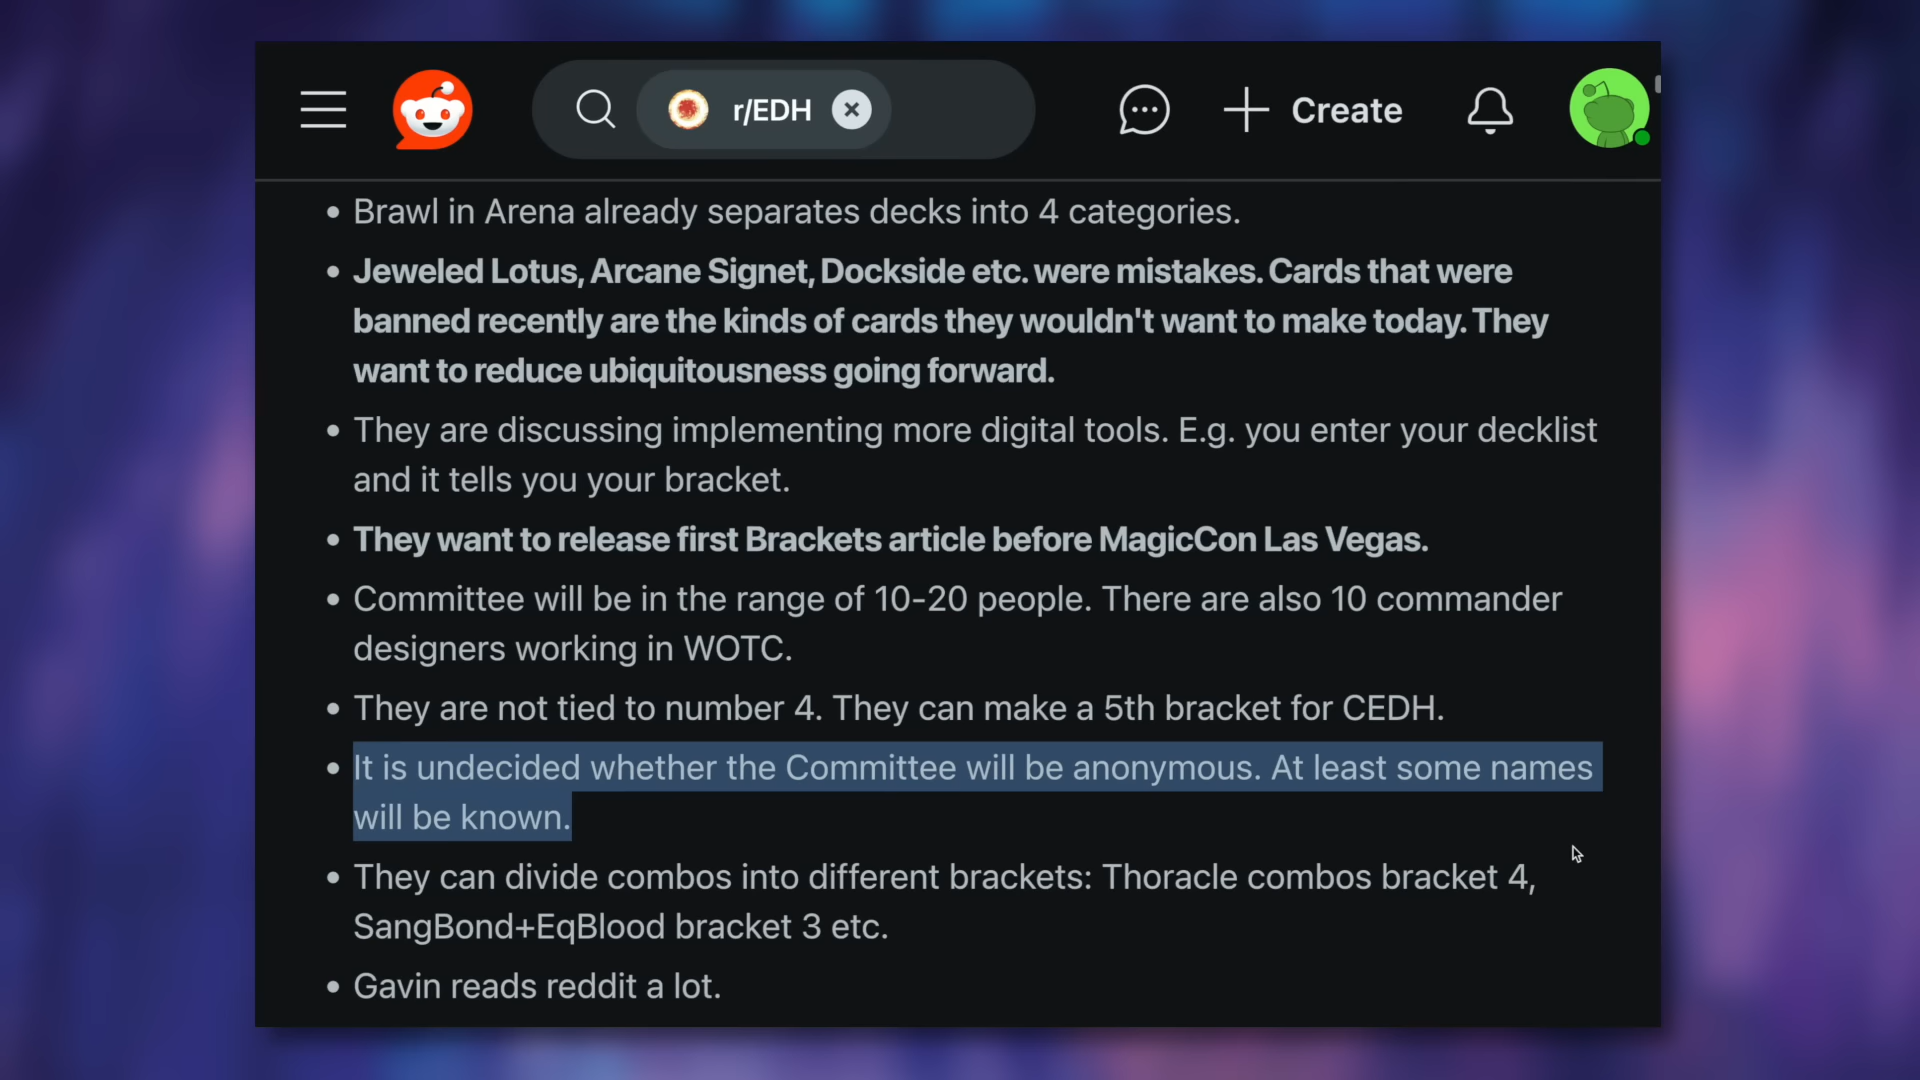 r/EDH
Create
Brawl in Arena already separates decks into 4 categories.
Jeweled Lotus, Arcane Signet, Dockside etc. were mistakes. Cards that were
banned recently are the kinds of cards they wouldn't want to make today. They
want to reduce ubiquitousness going forward.
They are discussing implementing more digital tools. E.g. you enter your decklist
and it tells you your bracket.
They want to release first Brackets article before MagicCon Las Vegas.
Committee will be in the range of 10-20 people. There are also 10 commander
designers working in WOTC.
They are not tied to number 4. They can make a 5th bracket for CEDH.
It is undecided whether the Committee will be anonymous. At least some names
will be known.
They can divide combos into different brackets: Thoracle combos bracket 4,
SangBond+EqBlood bracket 3 etc.
Gavin reads reddit a lot.